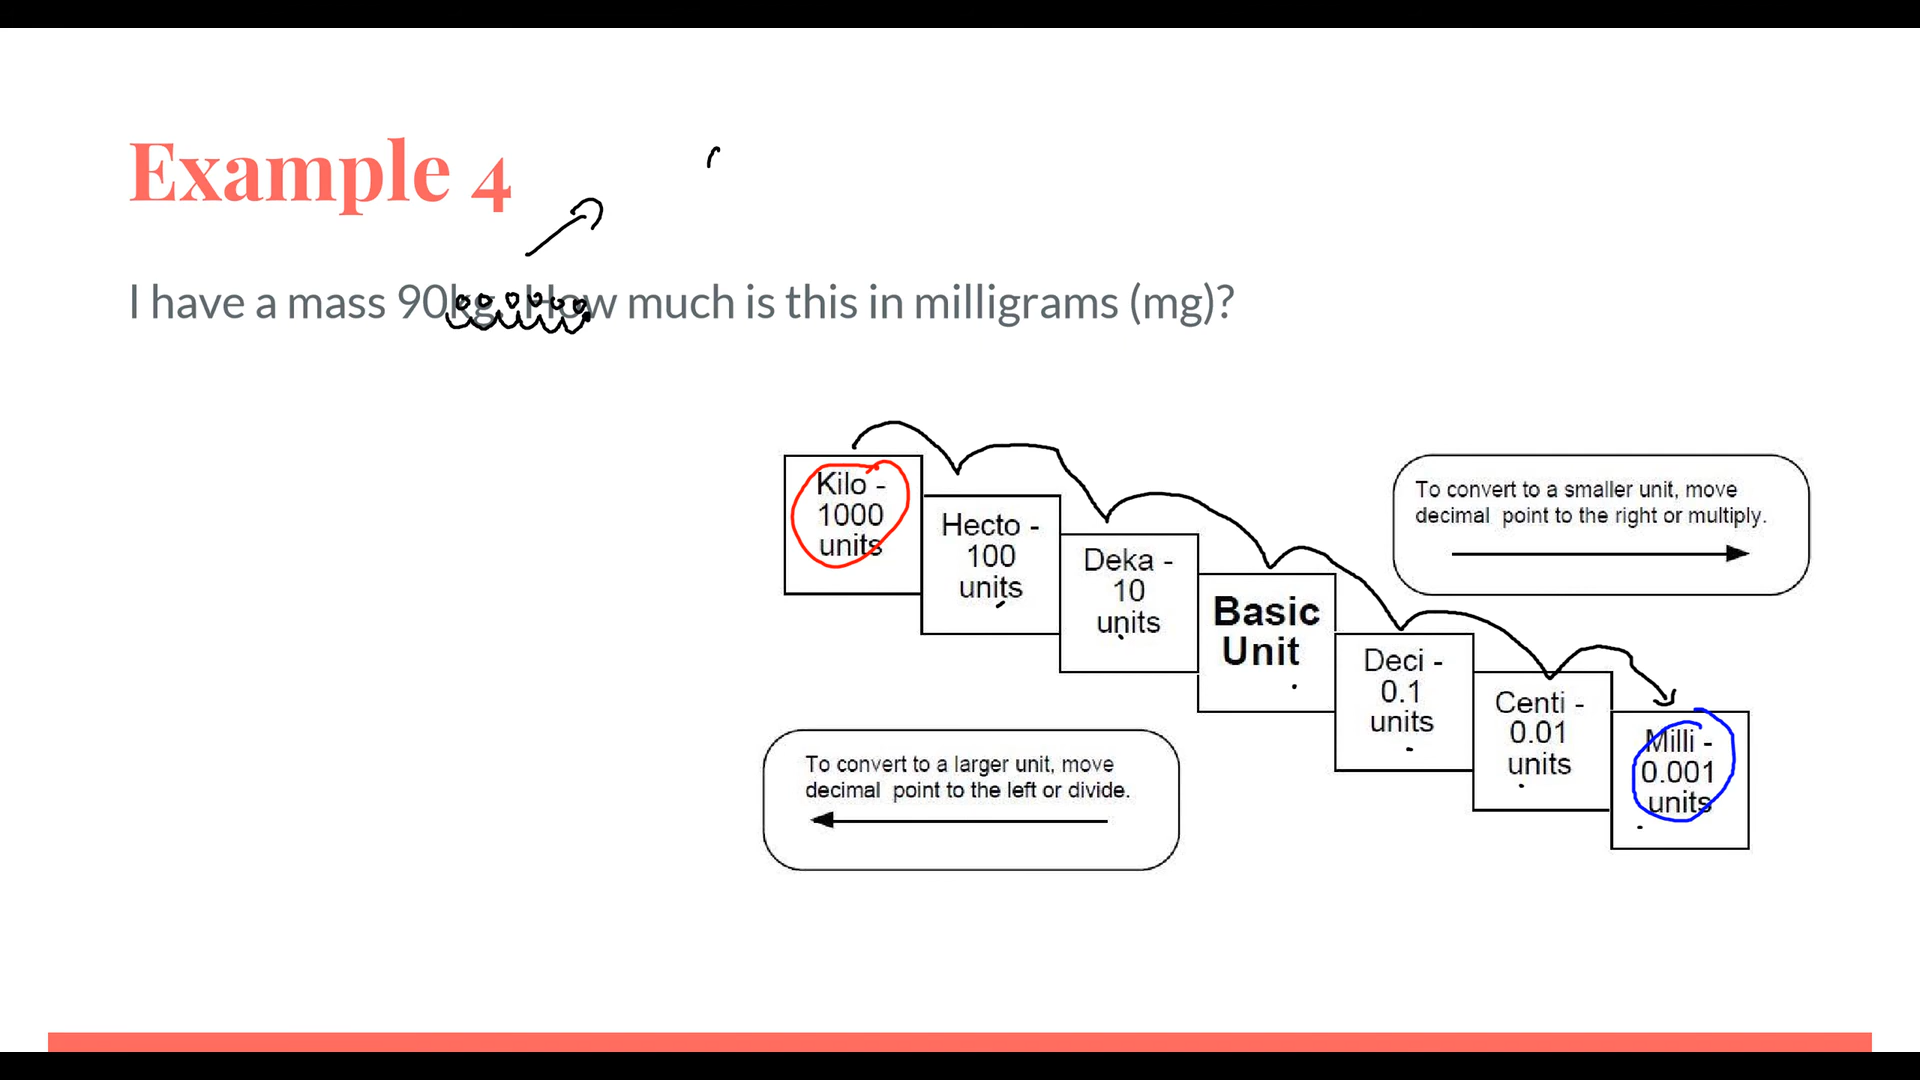 Example 4
I have a mass 90kg. How much is this in milligrams (mg)?
Kilo -
1000
units
Hecto -
100
units
Deka -
10
units
Basic
Unit
Deci -
0.1
units
Centi -
0.01
units
Milli -
0.001
units
To convert to a smaller unit, move
decimal point to the right or multiply.
To convert to a larger unit, move
decimal point to the left or divide.